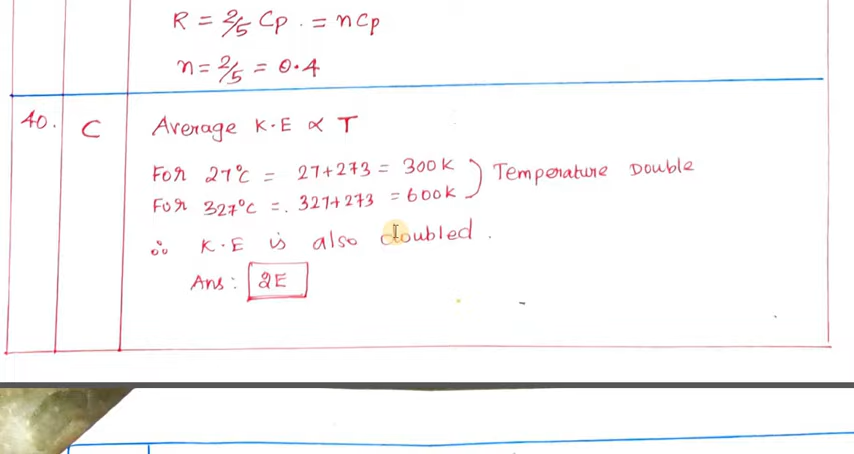 R = 2/5 Cp . = n Cp
n = 2/5 = 0.4
40. C Average K.E ∝ T
For 27°C = 27+273 = 300K
For 327°C =. 327+273 = 600K } Temperature Double
∴ K.E is also doubled.
Ans: 2E